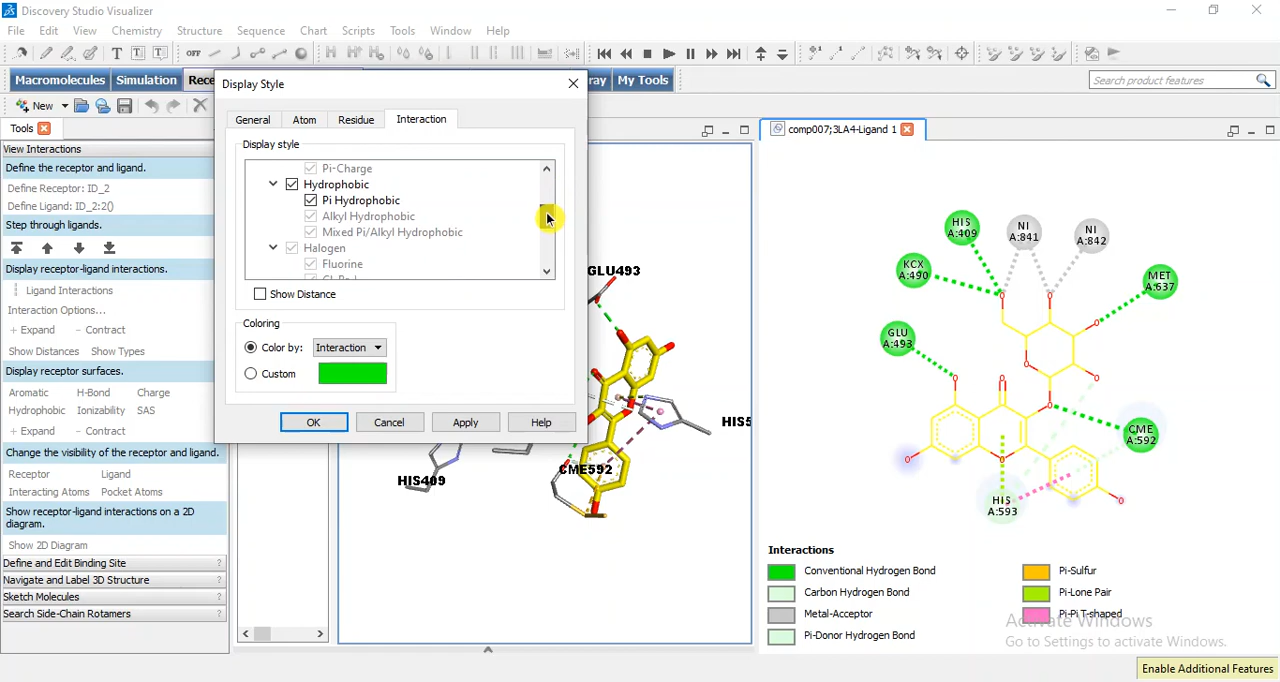 Discovery Studio Visualizer
File Edit View Chemistry Structure Sequence Chart Scripts Tools Window Help
OFF
Macromolecules Simulation Rece ray My Tools
Search product features
New
Tools
View Interactions
Define the receptor and ligand.
Define Receptor: ID_2
Define Ligand: ID_2:2()
Step through ligands.
Display receptor-ligand interactions.
Ligand Interactions
Interaction Options...
+ Expand - Contract
Show Distances Show Types
Display receptor surfaces.
Aromatic H-Bond Charge
Hydrophobic Ionizability SAS
+ Expand - Contract
Change the visibility of the receptor and ligand.
Receptor Ligand
Interacting Atoms Pocket Atoms
Show receptor-ligand interactions on a 2D
diagram.
Show 2D Diagram
Define and Edit Binding Site ?
Navigate and Label 3D Structure ?
Sketch Molecules ?
Search Side-Chain Rotamers ?
Display Style
General Atom Residue Interaction
Display style
Pi-Charge
Hydrophobic
Pi Hydrophobic
Alkyl Hydrophobic
Mixed Pi/Alkyl Hydrophobic
Halogen
Fluorine
Show Distance
Coloring
Color by: Interaction
Custom
OK Cancel Apply Help
GLU493
HIS5
CME592
HIS409
comp007;3LA4-Ligand 1
HIS
A:409
NI
A:841
NI
A:842
KCX
A:490
MET
A:637
GLU
A:493
CME
A:592
HIS
A:593
O
O
O
O
O
O
O
O
O
O
O
Interactions
Conventional Hydrogen Bond
Carbon Hydrogen Bond
Metal-Acceptor
Pi-Donor Hydrogen Bond
Pi-Sulfur
Pi-Lone Pair
Pi-Pi T-shaped
Activate Windows
Go to Settings to activate Windows.
Enable Additional Features